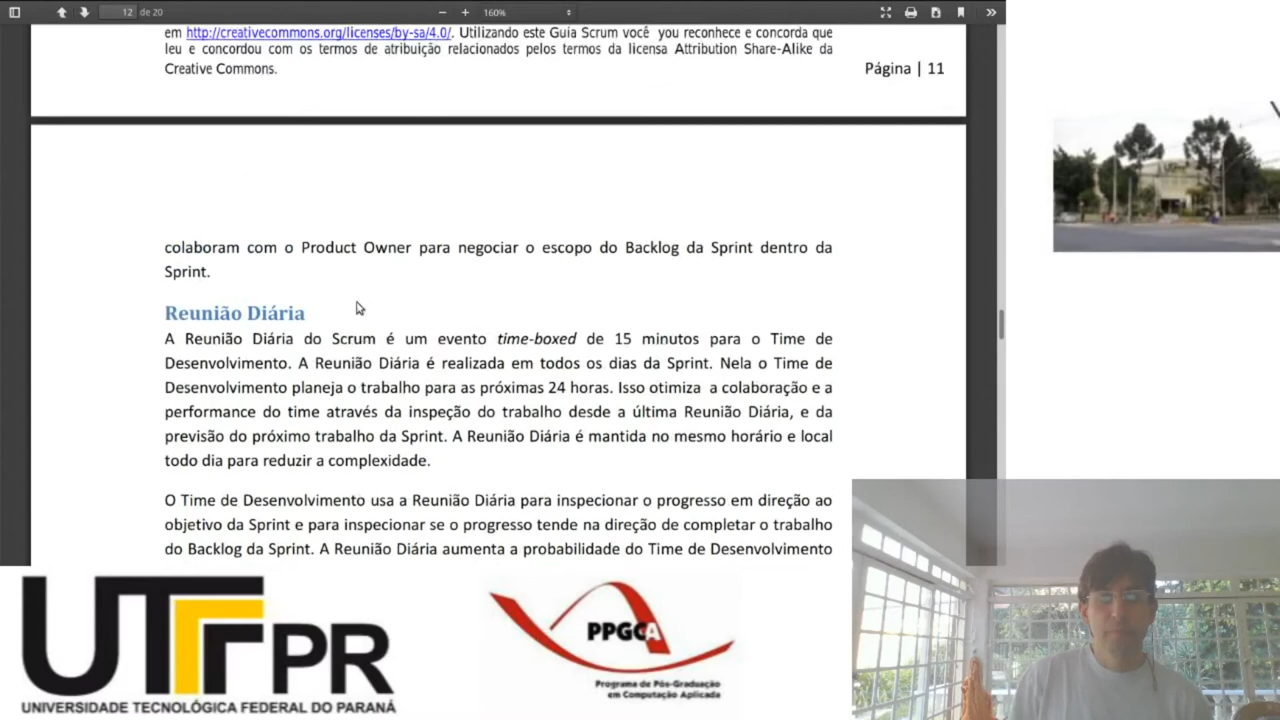 12 de 20
160%
em http://creativecommons.org/licenses/by-sa/4.0/. Utilizando este Guia Scrum você you reconhece e concorda que
leu e concordou com os termos de atribuição relacionados pelos termos da licensa Attribution Share-Alike da
Creative Commons.
Página | 11
colaboram com o Product Owner para negociar o escopo do Backlog da Sprint dentro da
Sprint.
Reunião Diária
A Reunião Diária do Scrum é um evento time-boxed de 15 minutos para o Time de
Desenvolvimento. A Reunião Diária é realizada em todos os dias da Sprint. Nela o Time de
Desenvolvimento planeja o trabalho para as próximas 24 horas. Isso otimiza a colaboração e a
performance do time através da inspeção do trabalho desde a última Reunião Diária, e da
previsão do próximo trabalho da Sprint. A Reunião Diária é mantida no mesmo horário e local
todo dia para reduzir a complexidade.
O Time de Desenvolvimento usa a Reunião Diária para inspecionar o progresso em direção ao
objetivo da Sprint e para inspecionar se o progresso tende na direção de completar o trabalho
do Backlog da Sprint. A Reunião Diária aumenta a probabilidade do Time de Desenvolvimento
UTFPR
UNIVERSIDADE TECNOLÓGICA FEDERAL DO PARANÁ
PPGCA
Programa de Pós-Graduação
em Computação Aplicada